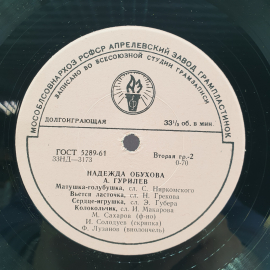 МОСОБЛСОВНАРХОЗ РСФСР АПРЕЛЕВСКИЙ ЗАВОД ГРАМПЛАСТИНОК
ЗАПИСАНО ВО ВСЕСОЮЗНОЙ СТУДИИ ГРАМЗАПИСИ
ДОЛГОИГРАЮЩАЯ
33⅓ об. в мин.
ГОСТ 5289-61
Вторая гр.-2
33НД—3173
0-70
НАДЕЖДА ОБУХОВА
А. ГУРИЛЕВ
Матушка-голубушка, сл. С. Ниркомского
Вьется ласточка, сл. Н. Грекова
Сердце-игрушка, сл. Э. Губера
Колокольчик, сл. И. Макарова
М. Сахаров (ф-но)
И. Солодуев (скрипка)
Ф. Лузанов (виолончель)